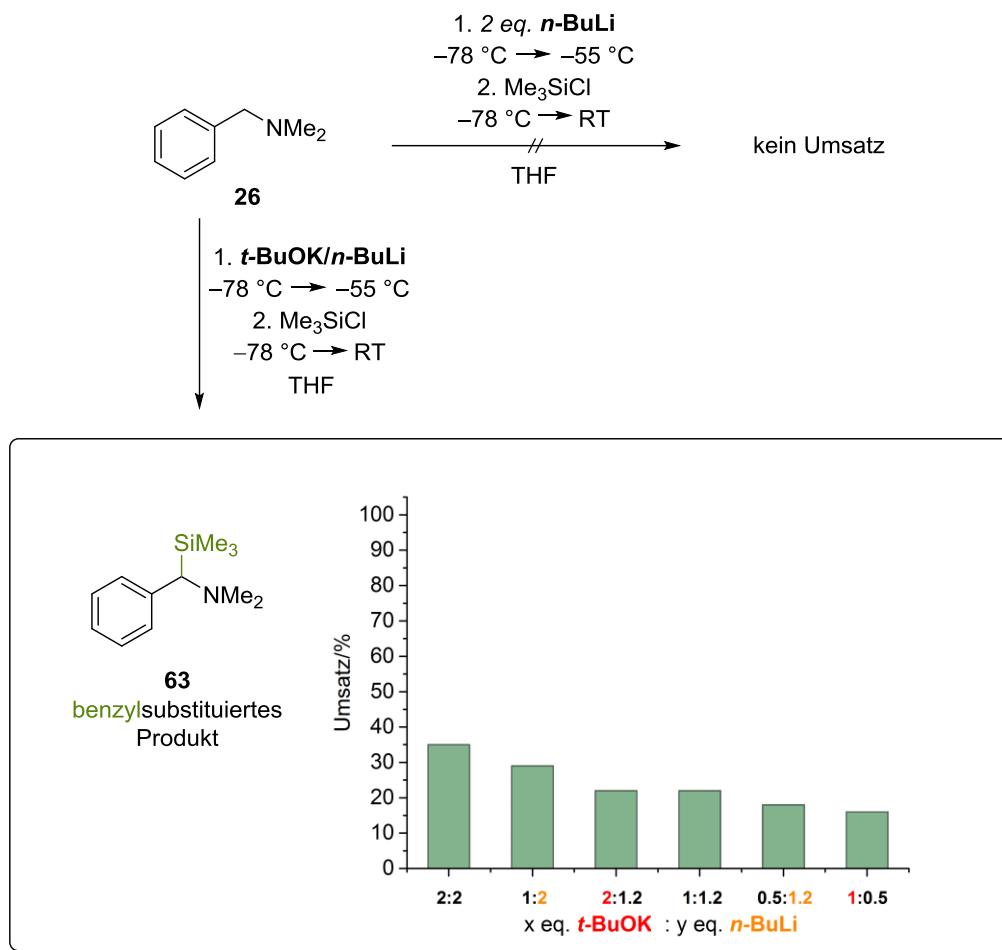 1. 2 eq. n-BuLi
–78 °C → –55 °C
2. Me3SiCl
–78 °C → RT
THF
kein Umsatz
NMe2
26
1. t-BuOK/n-BuLi
–78 °C → –55 °C
2. Me3SiCl
–78 °C → RT
THF
SiMe3
NMe2
63
benzylsubstituiertes
Produkt
Umsatz/%
100
90
80
70
60
50
40
30
20
10
0
2:2 1:2 2:1.2 1:1.2 0.5:1.2 1:0.5
x eq. t-BuOK : y eq. n-BuLi